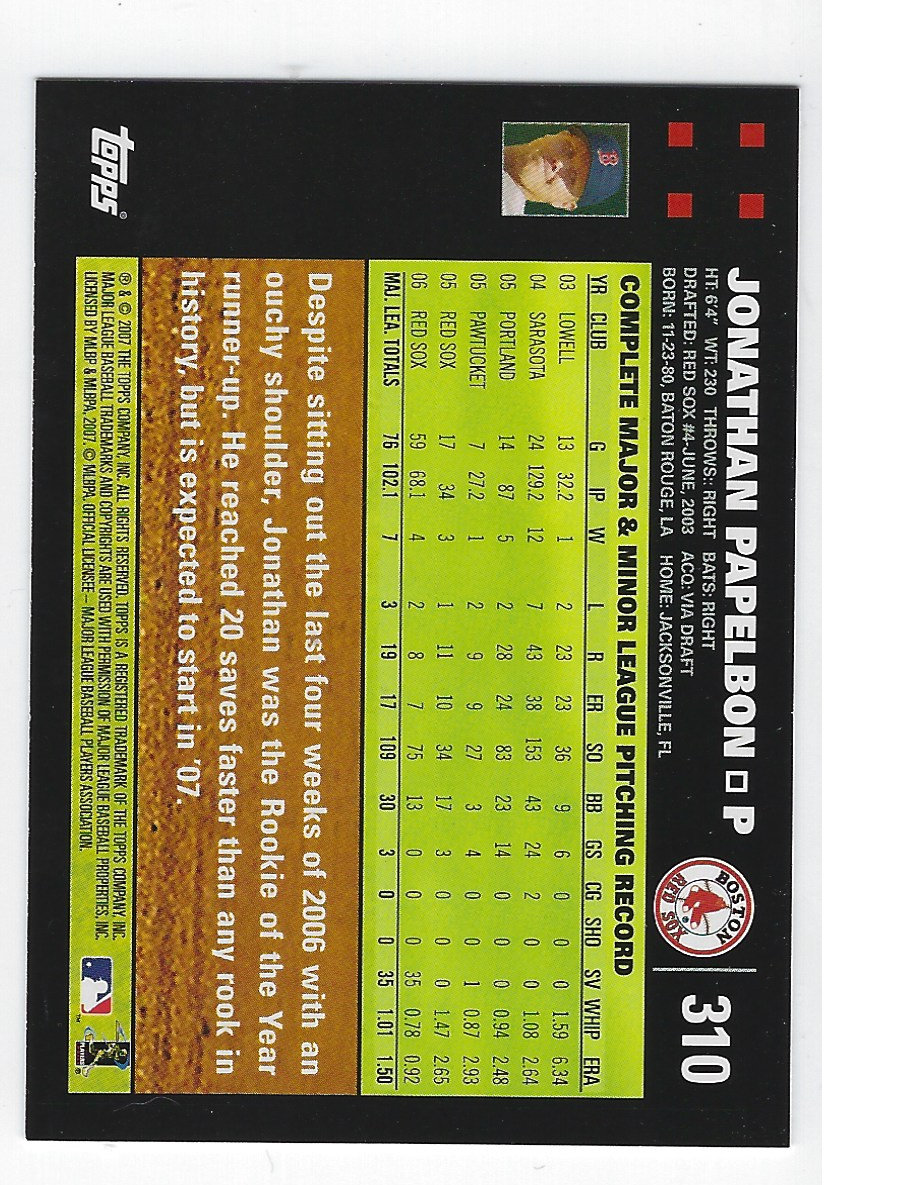 JONATHAN PAPELBON □ P
BOSTON
RED SOX
310
HT: 6'4" WT: 230 THROWS: RIGHT BATS: RIGHT
DRAFTED: RED SOX #4-JUNE, 2003 ACQ: VIA DRAFT
BORN: 11-23-80, BATON ROUGE, LA HOME: JACKSONVILLE, FL
B
COMPLETE MAJOR & MINOR LEAGUE PITCHING RECORD
YR CLUB G IP W L R ER SO BB GS CG SHO SV WHIP ERA
03 LOWELL 13 32.2 1 2 23 23 36 9 6 0 0 0 1.59 6.34
04 SARASOTA 24 129.2 12 7 43 38 153 43 24 2 0 0 1.08 2.64
05 PORTLAND 14 87 5 2 28 24 83 23 14 0 0 0 0.94 2.48
05 PAWTUCKET 7 27.2 1 2 9 9 27 3 4 0 0 1 0.87 2.93
05 RED SOX 17 34 3 1 11 10 34 17 3 0 0 0 1.47 2.65
06 RED SOX 59 68.1 4 2 8 7 75 13 0 0 0 35 0.78 0.92
MAJ. LEA. TOTALS 76 102.1 7 3 19 17 109 30 3 0 0 35 1.01 1.50
Despite sitting out the last four weeks of 2006 with an
ouchy shoulder, Jonathan was the Rookie of the Year
runner-up. He reached 20 saves faster than any rook in
history, but is expected to start in '07.
topps®
® & © 2007 THE TOPPS COMPANY, INC. ALL RIGHTS RESERVED. TOPPS IS A REGISTERED TRADEMARK OF THE TOPPS COMPANY, INC.
MAJOR LEAGUE BASEBALL TRADEMARKS AND COPYRIGHTS ARE USED WITH PERMISSION OF MAJOR LEAGUE BASEBALL PROPERTIES, INC.
LICENSED BY MLBP & MLBPA, 2007. © MLBPA, OFFICIAL LICENSEE – MAJOR LEAGUE BASEBALL PLAYERS ASSOCIATION.